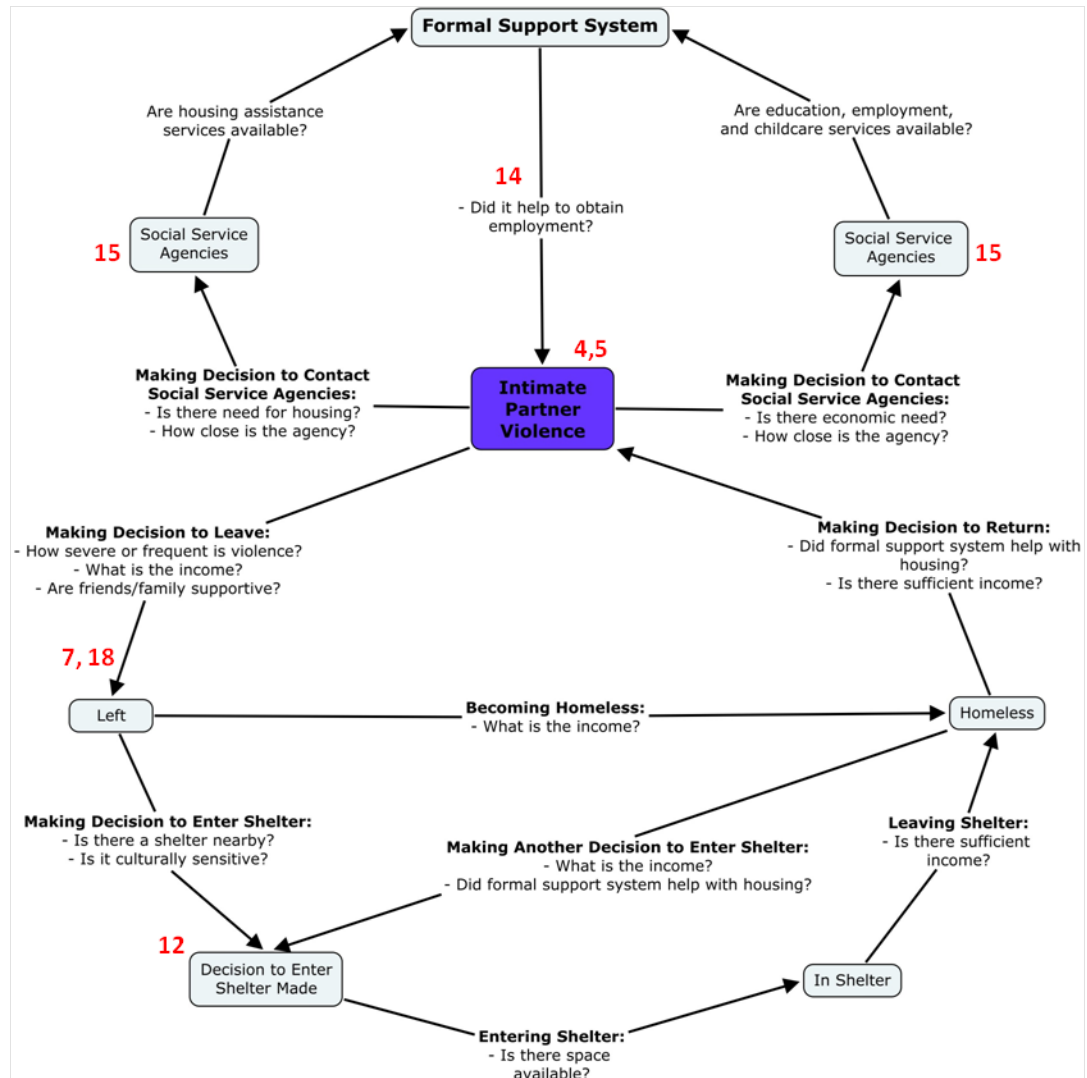 Formal Support System
Are housing assistance
services available?
Are education, employment,
and childcare services available?
14
- Did it help to obtain
employment?
15
Social Service
Agencies
Social Service
Agencies
15
4,5
Intimate
Partner
Violence
Making Decision to Contact
Social Service Agencies:
- Is there need for housing?
- How close is the agency?
Making Decision to Contact
Social Service Agencies:
- Is there economic need?
- How close is the agency?
Making Decision to Leave:
- How severe or frequent is violence?
- What is the income?
- Are friends/family supportive?
Making Decision to Return:
- Did formal support system help with
housing?
- Is there sufficient income?
7, 18
Left
Becoming Homeless:
- What is the income?
Homeless
Making Decision to Enter Shelter:
- Is there a shelter nearby?
- Is it culturally sensitive?
Making Another Decision to Enter Shelter:
- What is the income?
- Did formal support system help with housing?
Leaving Shelter:
- Is there sufficient
income?
12
Decision to Enter
Shelter Made
In Shelter
Entering Shelter:
- Is there space
available?